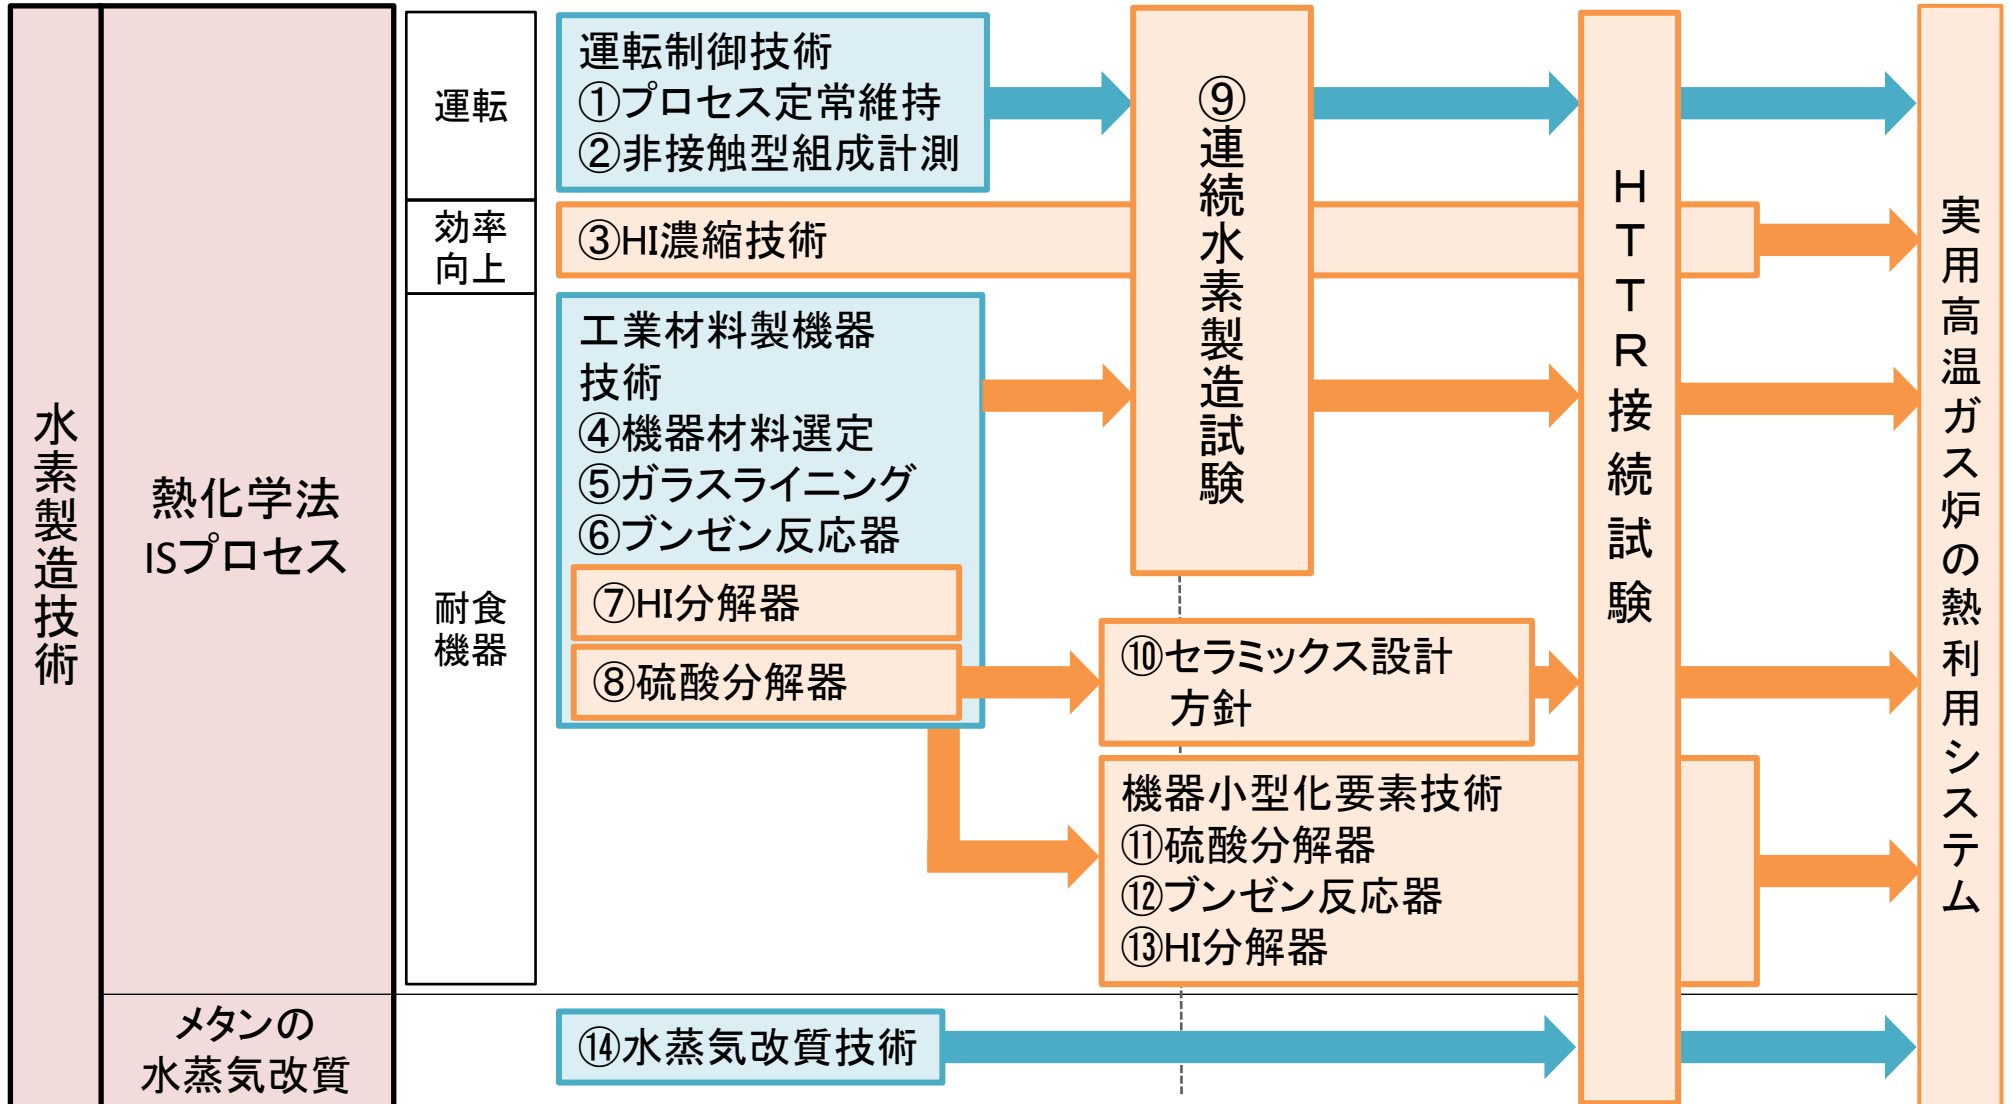 水素製造技術
熱化学法
ISプロセス
運転
運転制御技術
①プロセス定常維持
②非接触型組成計測
効率
向上
③HI濃縮技術
耐食
機器
工業材料製機器
技術
④機器材料選定
⑤ガラスライニング
⑥ブンゼン反応器
⑦HI分解器
⑧硫酸分解器
⑨連続水素製造試験
⑩セラミックス設計
方針
機器小型化要素技術
⑪硫酸分解器
⑫ブンゼン反応器
⑬HI分解器
メタンの
水蒸気改質
⑭水蒸気改質技術
HTTR接続試験
実用高温ガス炉の熱利用システム